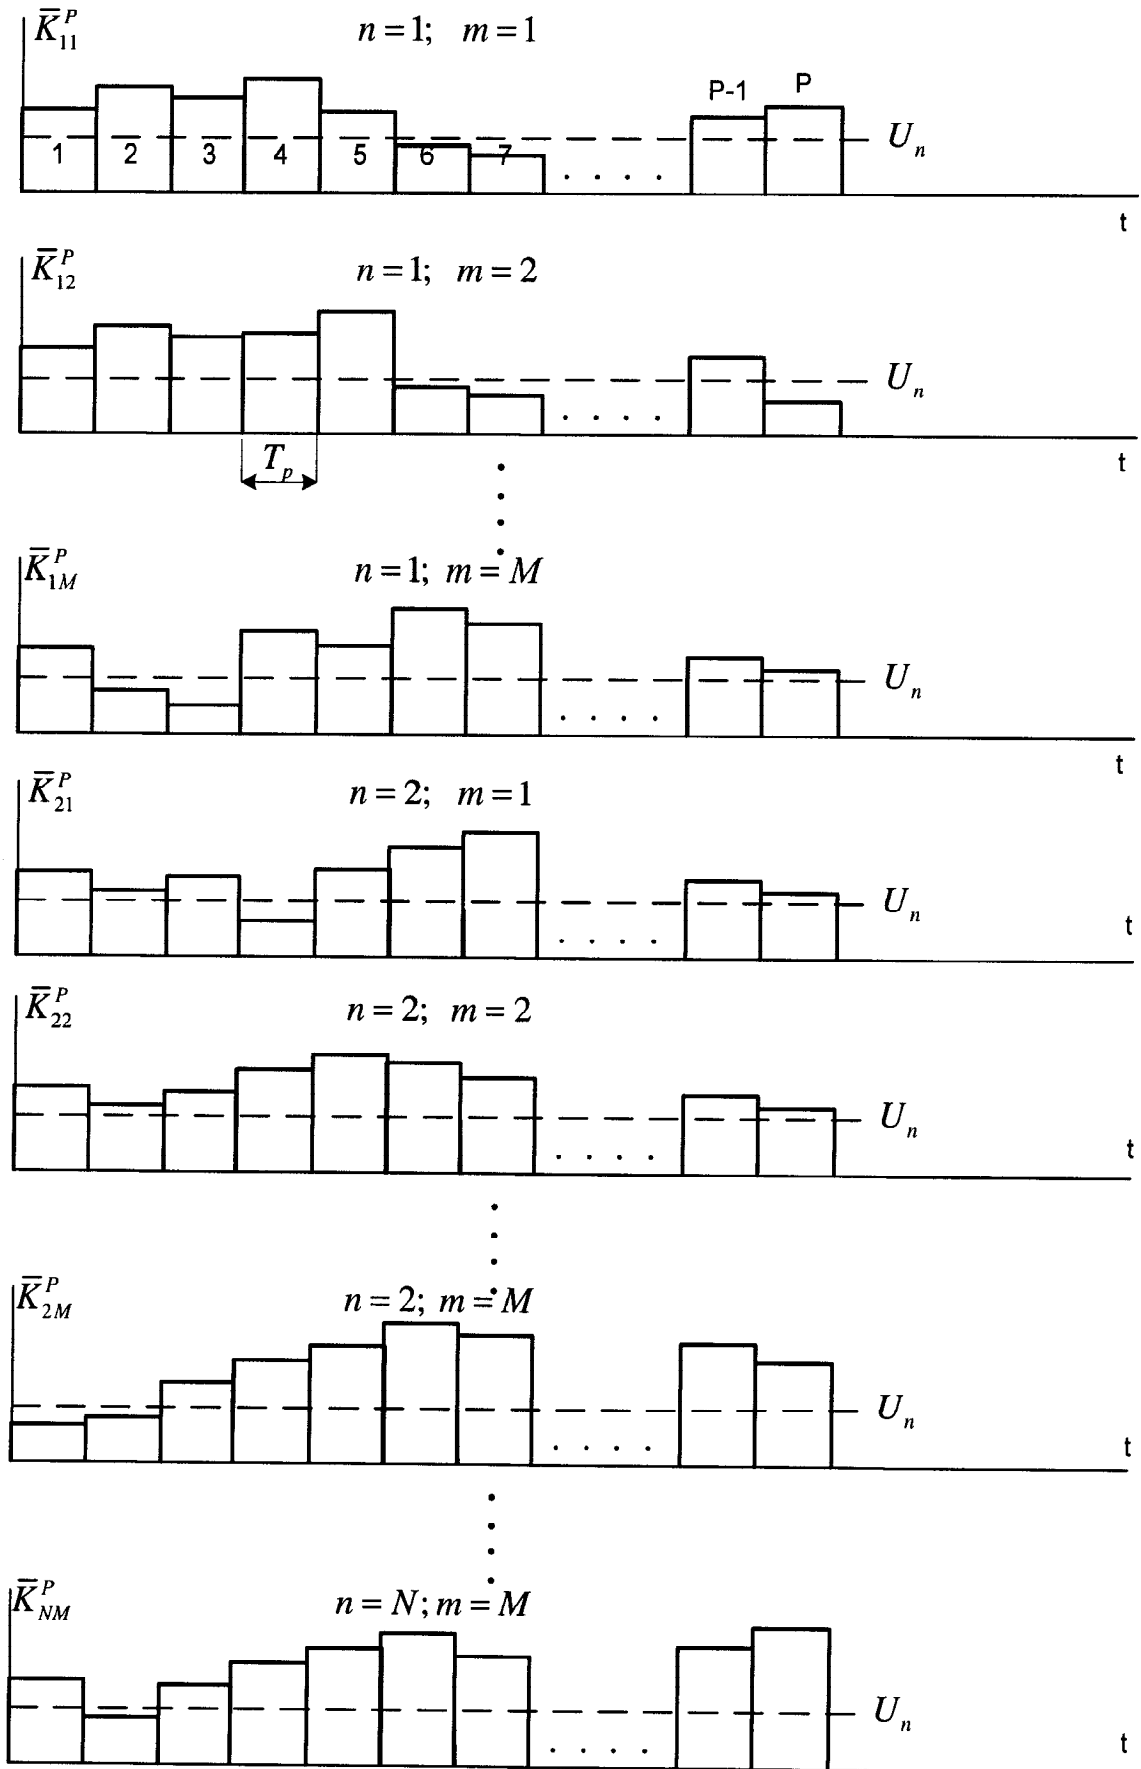 K̄₁₁ᴾ n = 1; m = 1
P-1 P
1 2 3 4 5 6 7 . . . . Uₙ
t
K̄₁₂ᴾ n = 1; m = 2
. . . . Uₙ
Tₚ t
K̄₁Mᴾ n = 1; m = M
. . . . Uₙ
t
K̄₂₁ᴾ n = 2; m = 1
. . . . Uₙ
t
K̄₂₂ᴾ n = 2; m = 2
. . . . Uₙ
t
K̄₂Mᴾ n = 2; m = M
. . . . Uₙ
t
K̄NMᴾ n = N; m = M
. . . . Uₙ
t